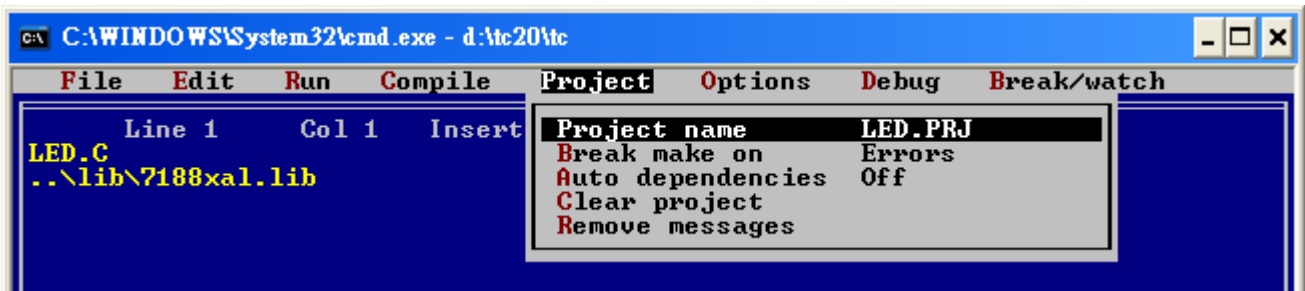 C:\WINDOWS\System32\cmd.exe - d:\tc20\tc
File Edit Run Compile Project Options Debug Break/watch
Line 1 Col 1 Insert
LED.C
..\lib\7188xal.lib
Project name LED.PRJ
Break make on Errors
Auto dependencies Off
Clear project
Remove messages